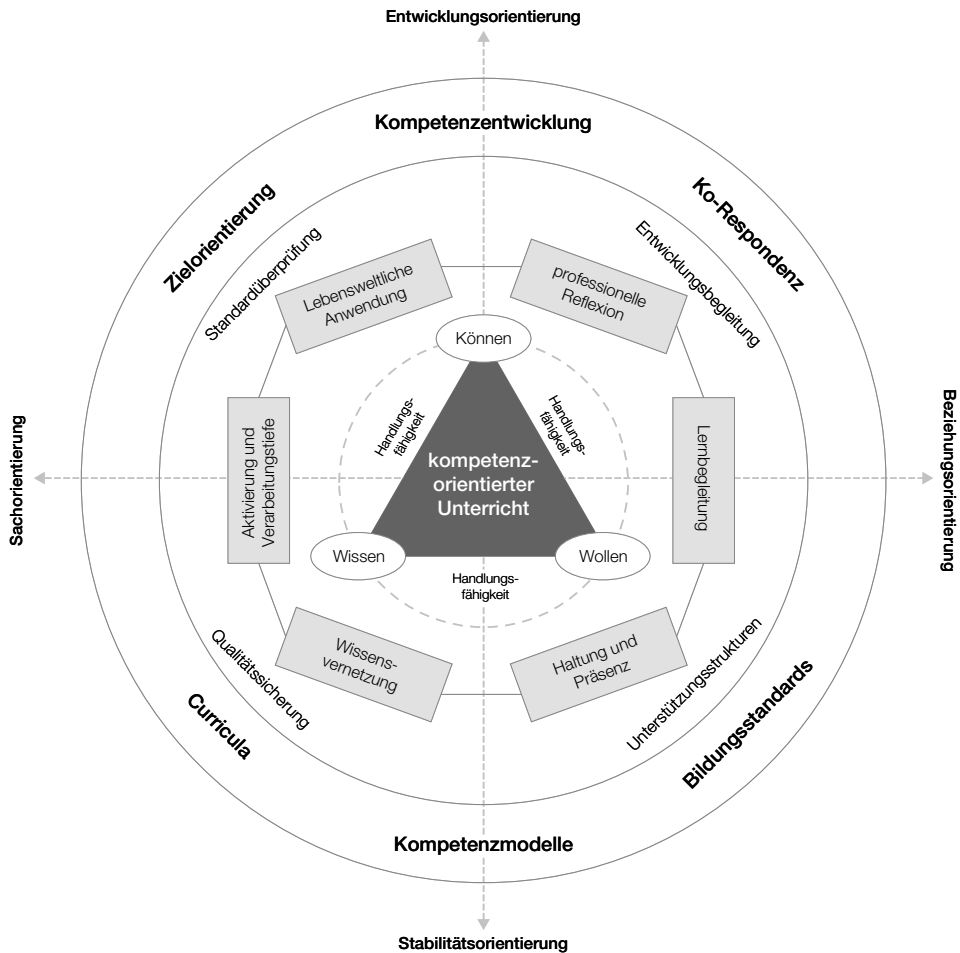 Entwicklungsorientierung
Kompetenzentwicklung
Zielorientierung
Ko-Respondenz
Standardüberprüfung
Entwicklungsbegleitung
Lebensweltliche
Anwendung
professionelle
Reflexion
Können
Handlungs-
fähigkeit
Handlungs-
fähigkeit
Sachorientierung
Aktivierung und
Verarbeitungstiefe
kompetenz-
orientierter
Unterricht
Lernbegleitung
Beziehungsorientierung
Wissen
Wollen
Handlungs-
fähigkeit
Wissens-
vernetzung
Haltung und
Präsenz
Qualitätssicherung
Unterstützungsstrukturen
Curricula
Bildungsstandards
Kompetenzmodelle
Stabilitätsorientierung